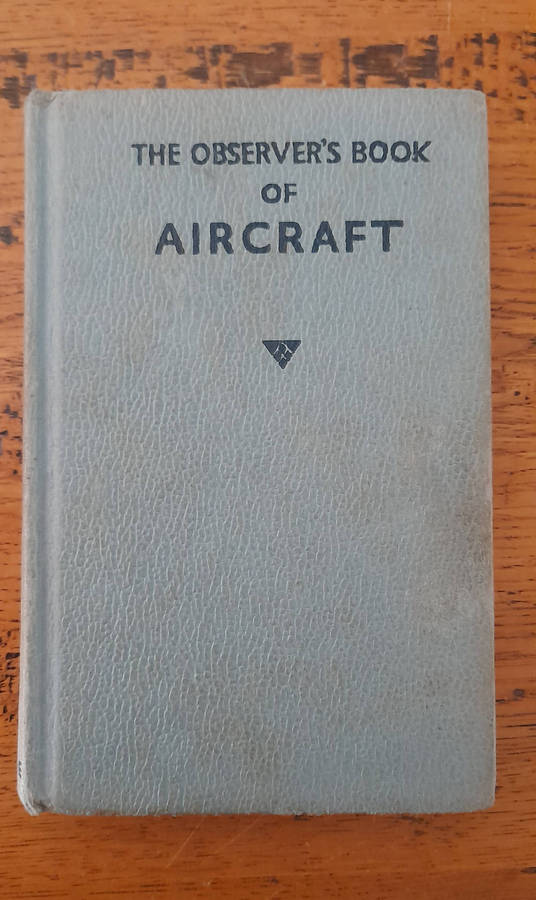 THE OBSERVER'S BOOK
OF
AIRCRAFT